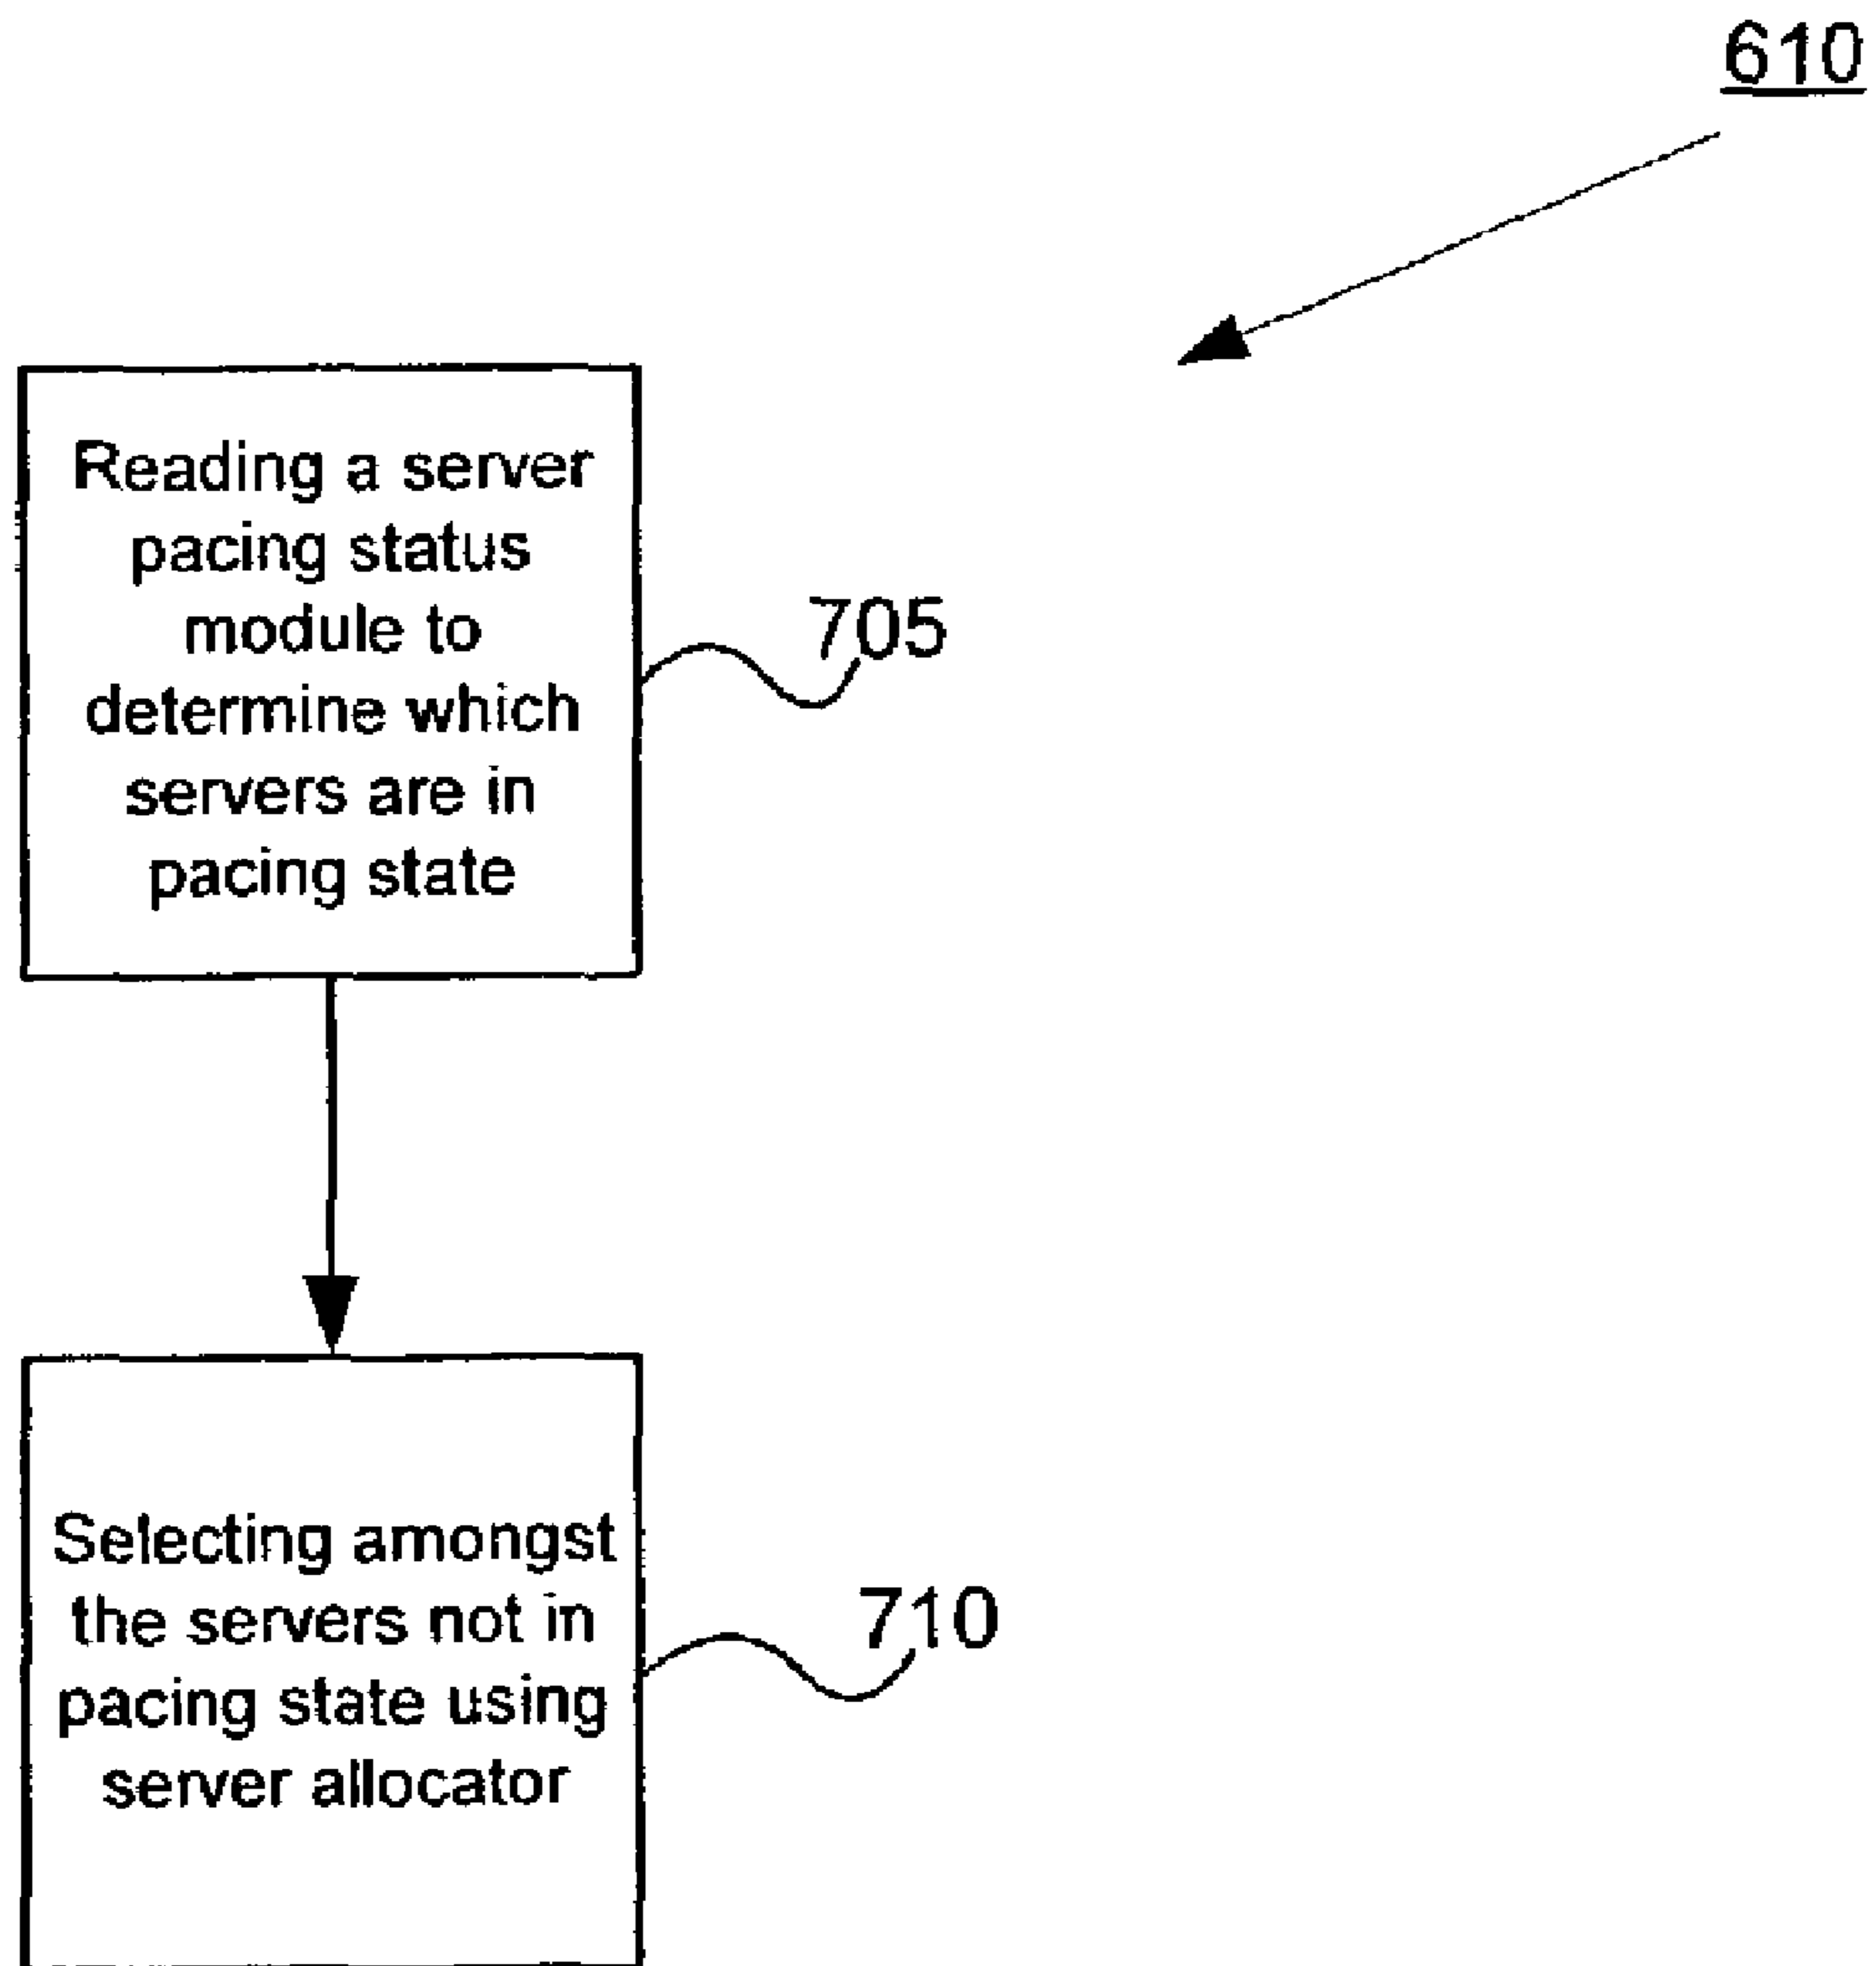 610
Reading a server
pacing status
module to
determine which
servers are in
pacing state
705
Selecting amongst
the servers not in
pacing state using
server allocator
710